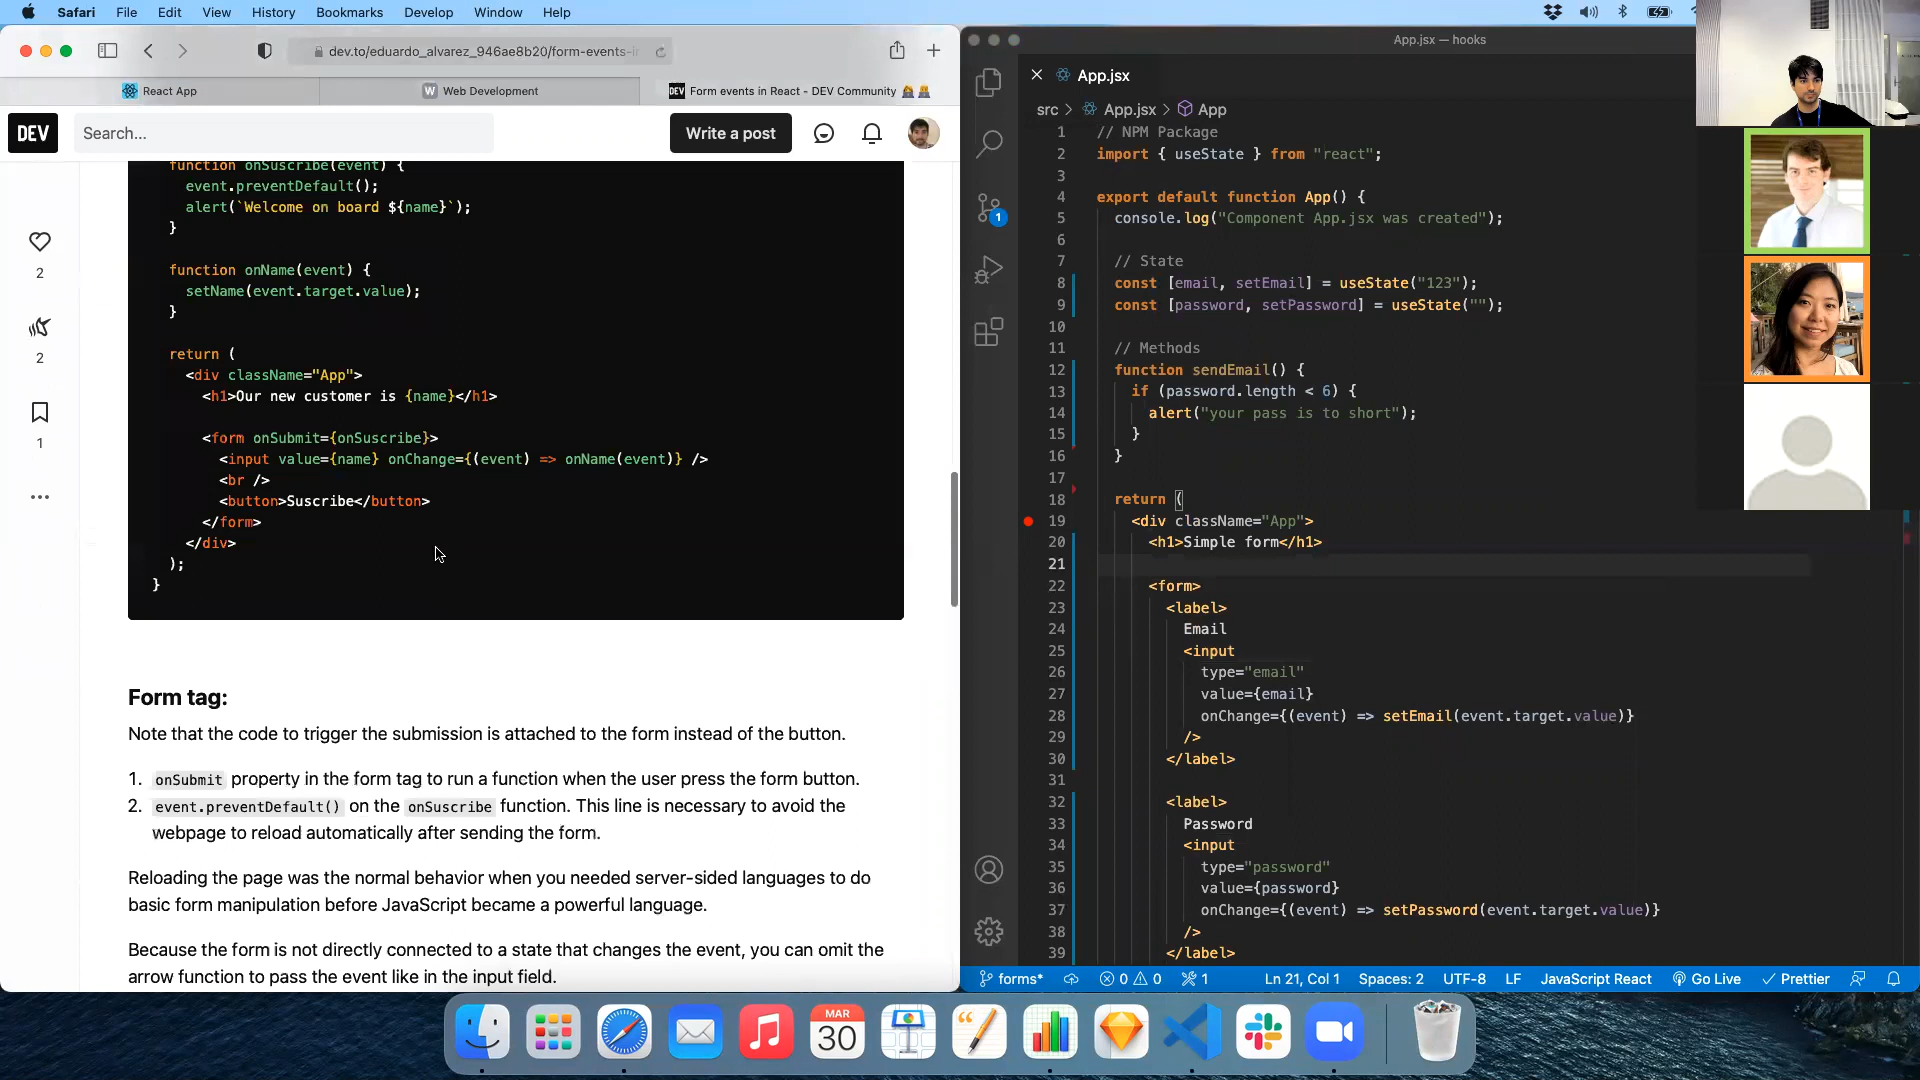 Safari File Edit View History Bookmarks Develop Window Help
dev.to/eduardo_alvarez_946ae8b20/form-events-i
React App
W Web Development
DEV Form events in React - DEV Community
DEV
Search...
Write a post
2
2
1
function onSuscribe(event) {
event.preventDefault();
alert(`Welcome on board ${name}`);
}
function onName(event) {
setName(event.target.value);
}
return (
<div className="App">
<h1>Our new customer is {name}</h1>
<form onSubmit={onSuscribe}>
<input value={name} onChange={(event) => onName(event)} />
<br />
<button>Suscribe</button>
</form>
</div>
);
}
Form tag:
Note that the code to trigger the submission is attached to the form instead of the button.
1. onSubmit property in the form tag to run a function when the user press the form button.
2. event.preventDefault() on the onSuscribe function. This line is necessary to avoid the
webpage to reload automatically after sending the form.
Reloading the page was the normal behavior when you needed server-sided languages to do
basic form manipulation before JavaScript became a powerful language.
Because the form is not directly connected to a state that changes the event, you can omit the
arrow function to pass the event like in the input field.
App.jsx — hooks
App.jsx
src > App.jsx > App
1
1 // NPM Package
2 import { useState } from "react";
3
4 export default function App() {
5 console.log("Component App.jsx was created");
6
7 // State
8 const [email, setEmail] = useState("123");
9 const [password, setPassword] = useState("");
10
11 // Methods
12 function sendEmail() {
13 if (password.length < 6) {
14 alert("your pass is to short");
15 }
16 }
17
18 return (
19 <div className="App">
20 <h1>Simple form</h1>
21
22 <form>
23 <label>
24 Email
25 <input
26 type="email"
27 value={email}
28 onChange={(event) => setEmail(event.target.value)}
29 />
30 </label>
31
32 <label>
33 Password
34 <input
35 type="password"
36 value={password}
37 onChange={(event) => setPassword(event.target.value)}
38 />
39 </label>
forms* 0 0 1 Ln 21, Col 1 Spaces: 2 UTF-8 LF JavaScript React Go Live Prettier
MAR
30